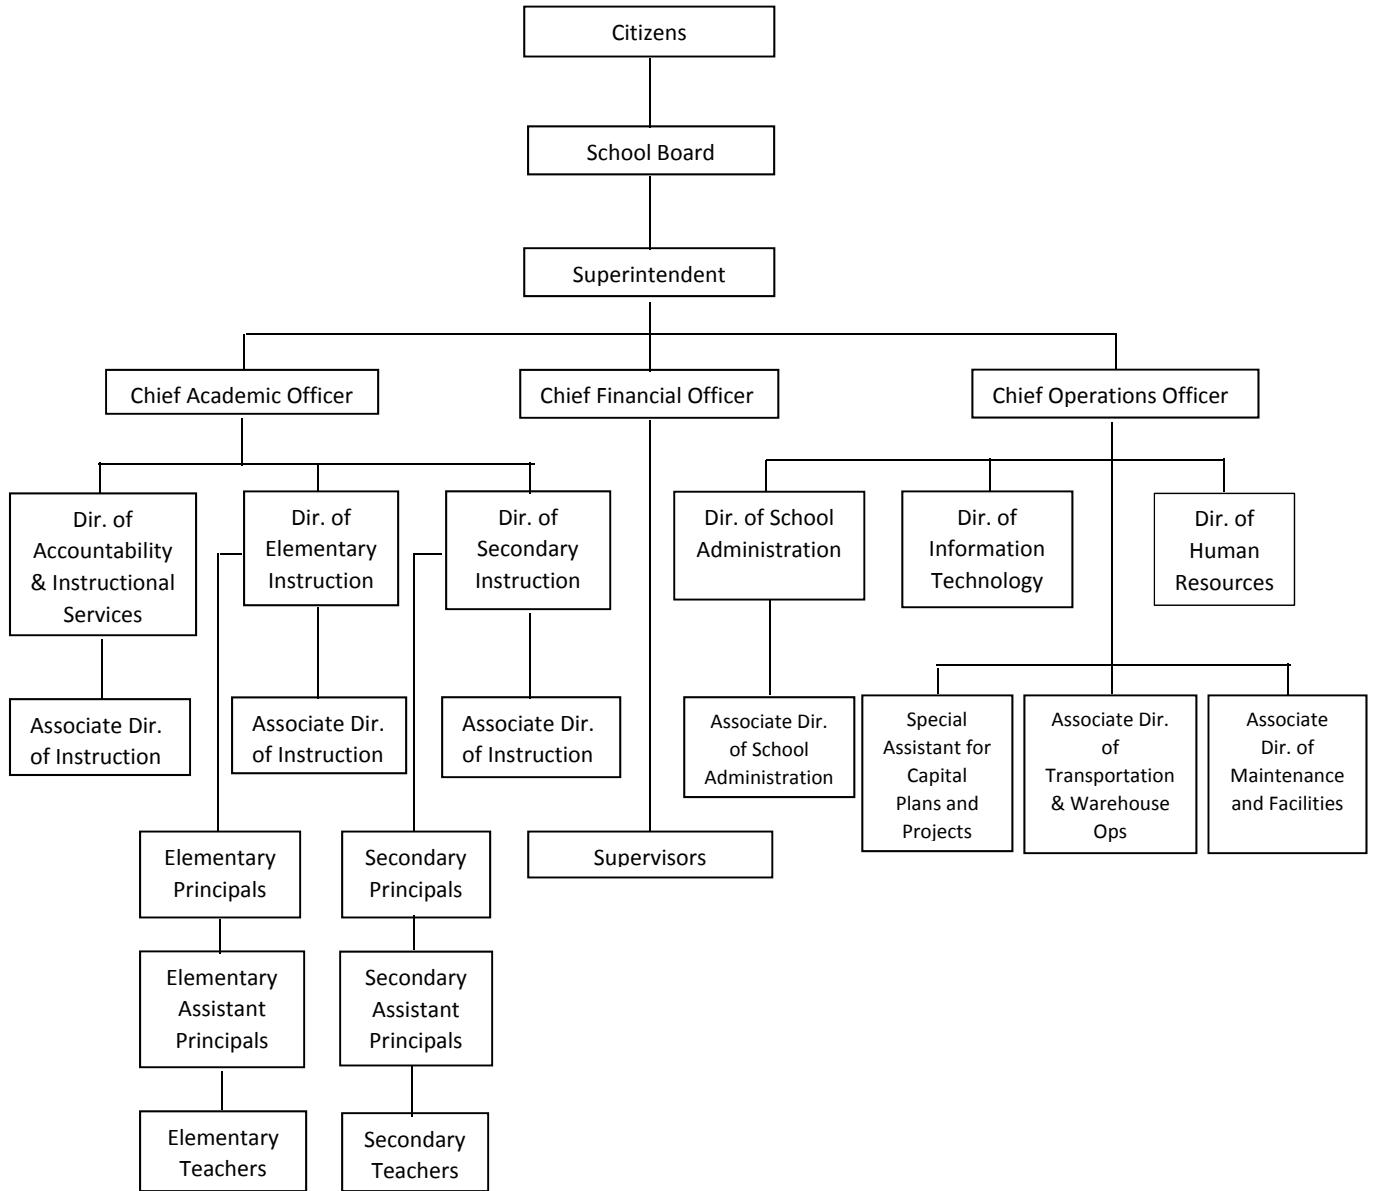 Citizens
School Board
Superintendent
Chief Academic Officer
Chief Financial Officer
Chief Operations Officer
Dir. of
Accountability
& Instructional
Services
Dir. of
Elementary
Instruction
Dir. of
Secondary
Instruction
Dir. of School
Administration
Dir. of
Information
Technology
Dir. of
Human
Resources
Associate Dir.
of Instruction
Associate Dir.
of Instruction
Associate Dir.
of Instruction
Associate Dir.
of School
Administration
Special
Assistant for
Capital
Plans and
Projects
Associate Dir.
of
Transportation
& Warehouse
Ops
Associate
Dir. of
Maintenance
and Facilities
Elementary
Principals
Secondary
Principals
Supervisors
Elementary
Assistant
Principals
Secondary
Assistant
Principals
Elementary
Teachers
Secondary
Teachers